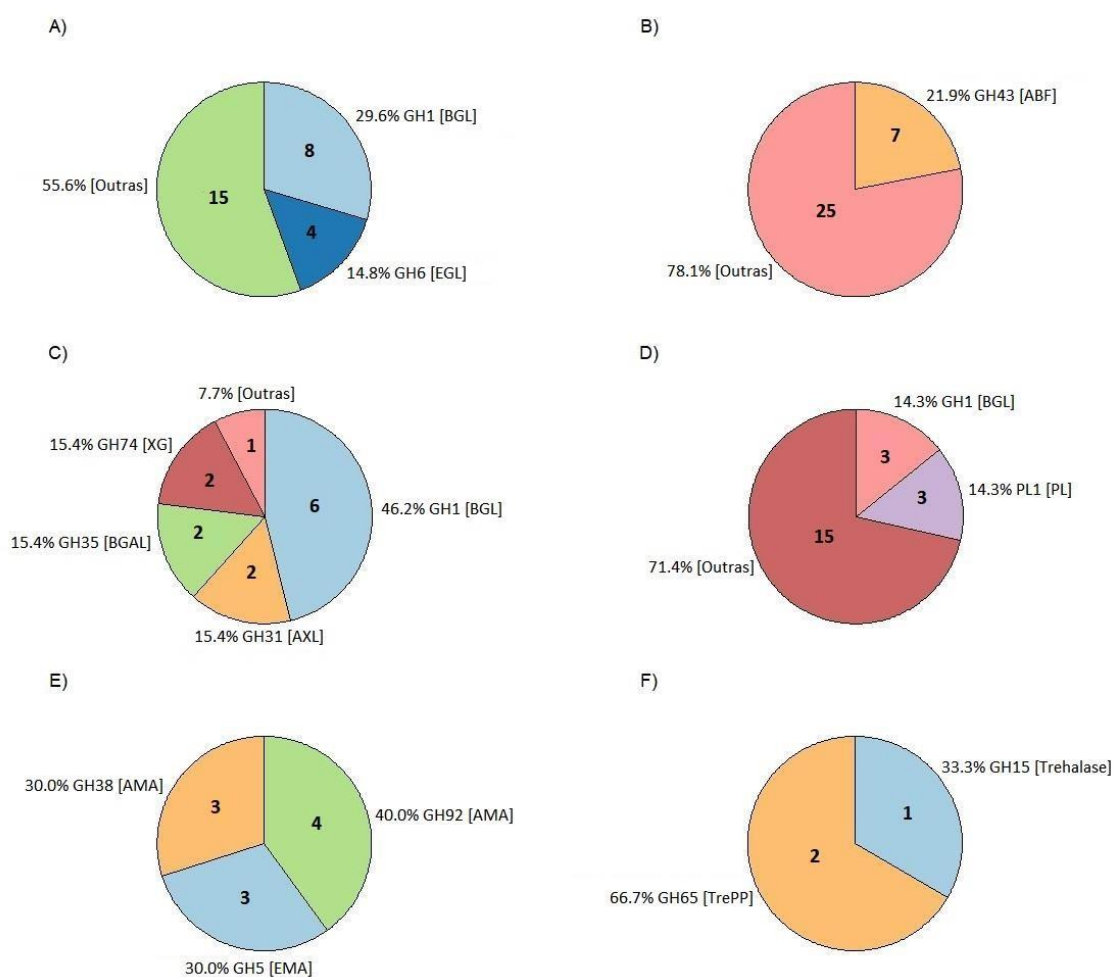 A)
29.6% GH1 [BGL]
8
55.6% [Outras]
15
4
14.8% GH6 [EGL]
B)
21.9% GH43 [ABF]
7
25
78.1% [Outras]
C)
7.7% [Outras]
15.4% GH74 [XG]
1
2
6
46.2% GH1 [BGL]
15.4% GH35 [BGAL]
2
2
15.4% GH31 [AXL]
D)
14.3% GH1 [BGL]
3
3
14.3% PL1 [PL]
15
71.4% [Outras]
E)
30.0% GH38 [AMA]
3
4
40.0% GH92 [AMA]
3
30.0% GH5 [EMA]
F)
33.3% GH15 [Trehalase]
1
2
66.7% GH65 [TrePP]